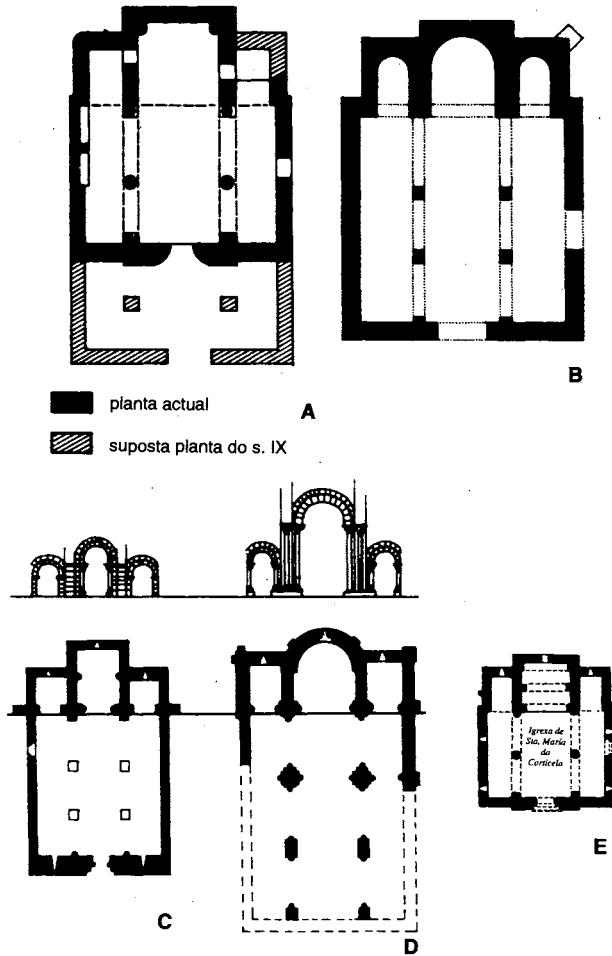 B
A
planta actual
suposta planta do s. IX
Igrexa de
Sta. María
da
Corticela
E
C
D